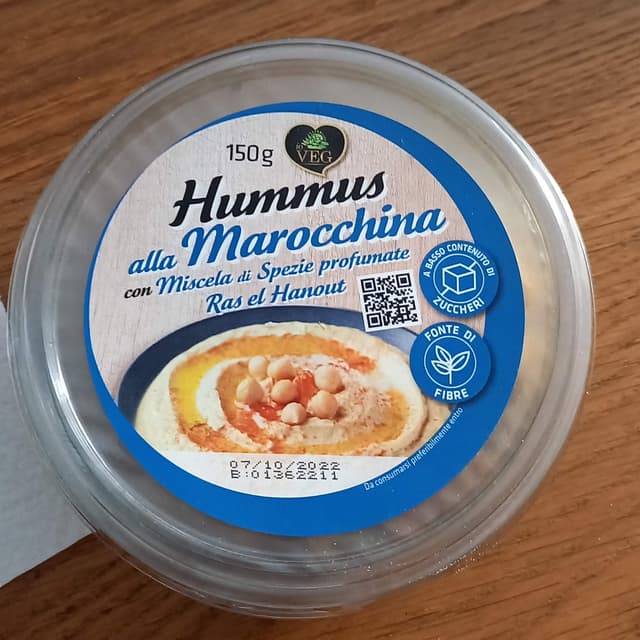 150g
io VEG
Hummus
alla Marocchina
con Miscela di Spezie profumate
Ras el Hanout
A BASSO CONTENUTO DI
ZUCCHERI
FONTE DI
FIBRE
Da consumarsi preferibilmente entro
07/10/2022
B:01362211